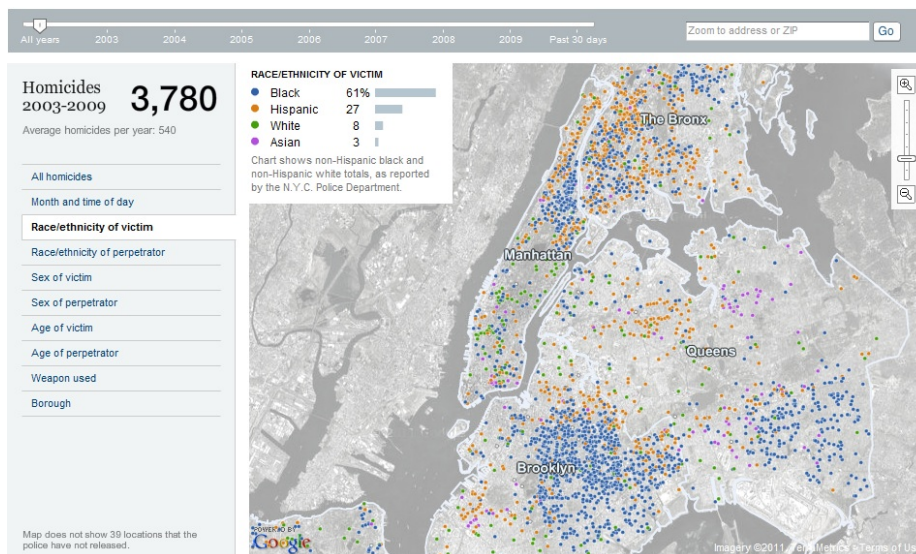 All years 2003 2004 2005 2006 2007 2008 2009 Past 30 days
Zoom to address or ZIP
Go
Homicides
2003-2009
3,780
Average homicides per year: 540
All homicides
Month and time of day
Race/ethnicity of victim
Race/ethnicity of perpetrator
Sex of victim
Sex of perpetrator
Age of victim
Age of perpetrator
Weapon used
Borough
Map does not show 39 locations that the
police have not released.
RACE/ETHNICITY OF VICTIM
Black 61%
Hispanic 27
White 8
Asian 3
Chart shows non-Hispanic black and
non-Hispanic white totals, as reported
by the N.Y.C. Police Department.
The Bronx
Manhattan
Queens
Brooklyn
POWERED BY
Google
Imagery ©2011 TerraMetrics - Terms of Us